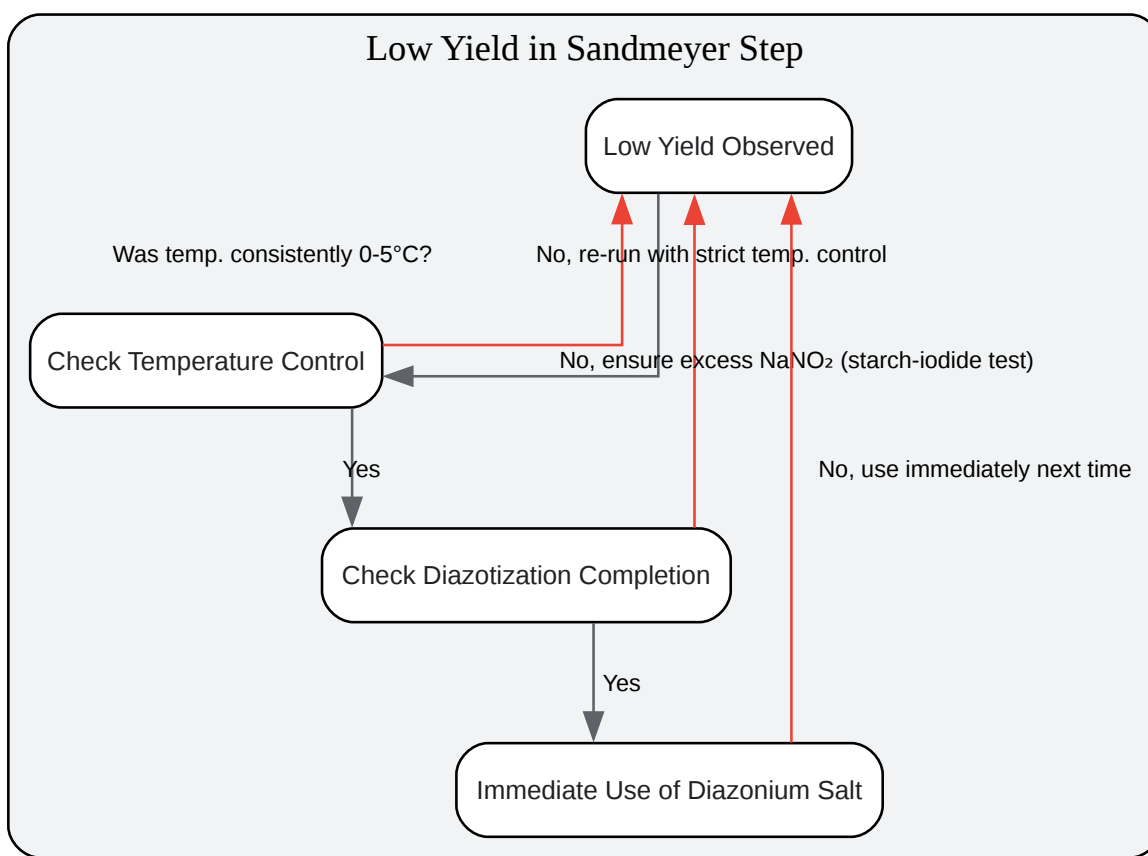 Low Yield in Sandmeyer Step
Low Yield Observed
Was temp. consistently 0-5°C?
No, re-run with strict temp. control
Check Temperature Control
No, ensure excess NaNO₂ (starch-iodide test)
Yes
No, use immediately next time
Check Diazotization Completion
Yes
Immediate Use of Diazonium Salt